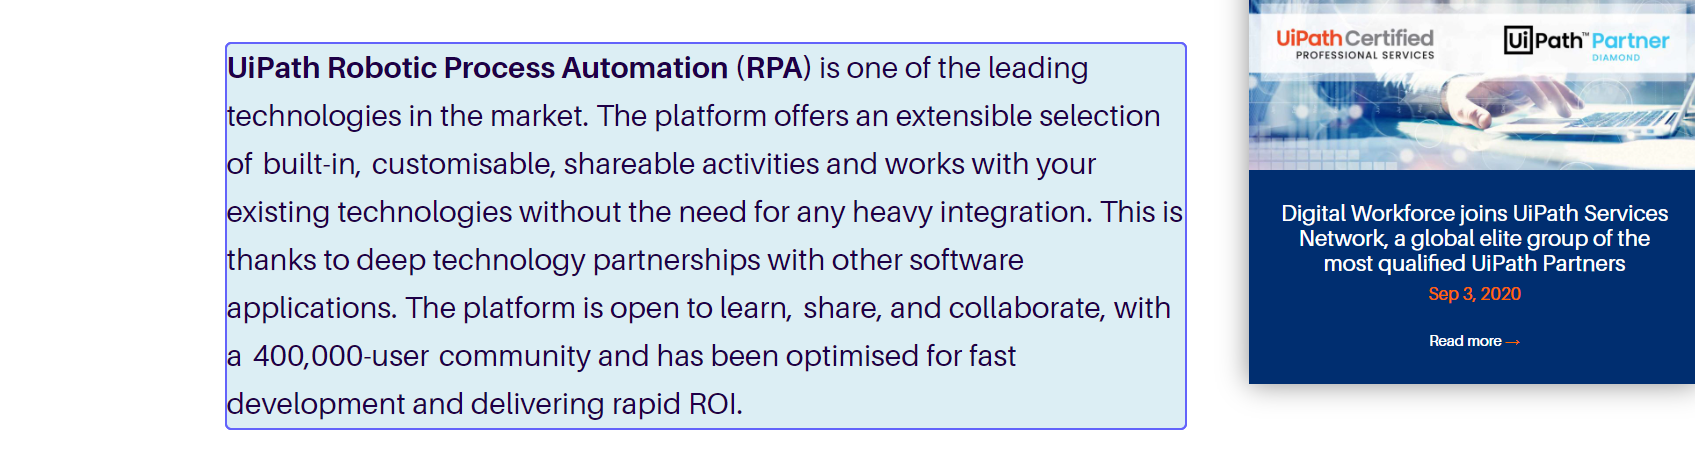 UiPath Robotic Process Automation (RPA) is one of the leading
technologies in the market. The platform offers an extensible selection
of built-in, customisable, shareable activities and works with your
existing technologies without the need for any heavy integration. This is
thanks to deep technology partnerships with other software
applications. The platform is open to learn, share, and collaborate, with
a 400,000-user community and has been optimised for fast
development and delivering rapid ROI.
UiPath Certified
PROFESSIONAL SERVICES
UiPath™ Partner
DIAMOND
Digital Workforce joins UiPath Services
Network, a global elite group of the
most qualified UiPath Partners
Sep 3, 2020
Read more →